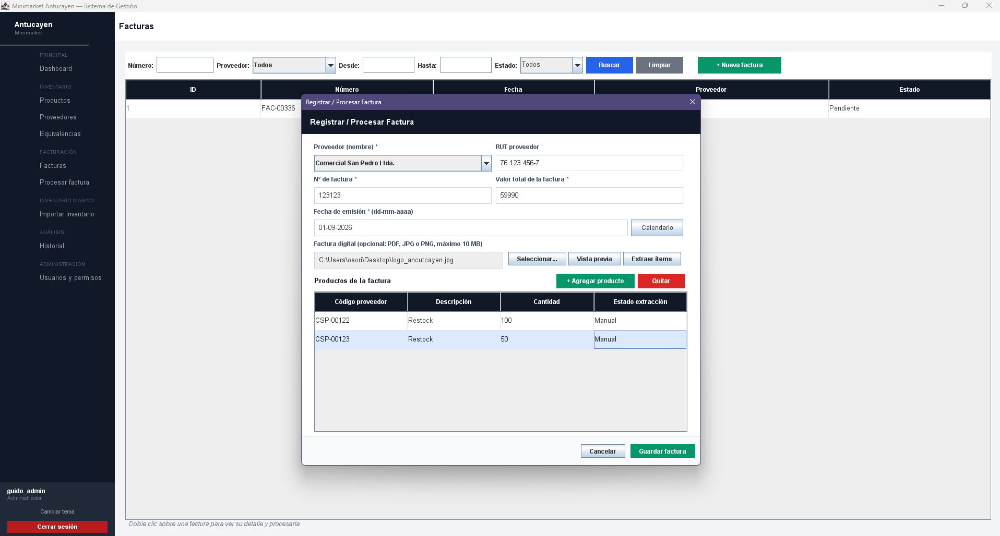 Minimarket Antucayen — Sistema de Gestión
Antucayen
Minimarket
PRINCIPAL
Dashboard
INVENTARIO
Productos
Proveedores
Equivalencias
FACTURACIÓN
Facturas
Procesar factura
INVENTARIO MASIVO
Importar inventario
ANÁLISIS
Historial
ADMINISTRACIÓN
Usuarios y permisos
guido_admin
Administrador
Cambiar tema
Cerrar sesión
Facturas
Número: Proveedor: Todos Desde: Hasta: Estado: Todos Buscar Limpiar + Nueva factura
ID Número Fecha Proveedor Estado
1 FAC-00336 Pendiente
Registrar / Procesar Factura
Registrar / Procesar Factura
Proveedor (nombre) * RUT proveedor
Comercial San Pedro Ltda. 76.123.456-7
N° de factura * Valor total de la factura *
123123 59990
Fecha de emisión * (dd-mm-aaaa)
01-09-2026 Calendario
Factura digital (opcional: PDF, JPG o PNG, máximo 10 MB)
C:\Users\osori\Desktop\logo_ancutcayen.jpg Seleccionar... Vista previa Extraer ítems
Productos de la factura + Agregar producto Quitar
Código proveedor Descripción Cantidad Estado extracción
CSP-00122 Restock 100 Manual
CSP-00123 Restock 50 Manual
Cancelar Guardar factura
Doble clic sobre una factura para ver su detalle y procesarla